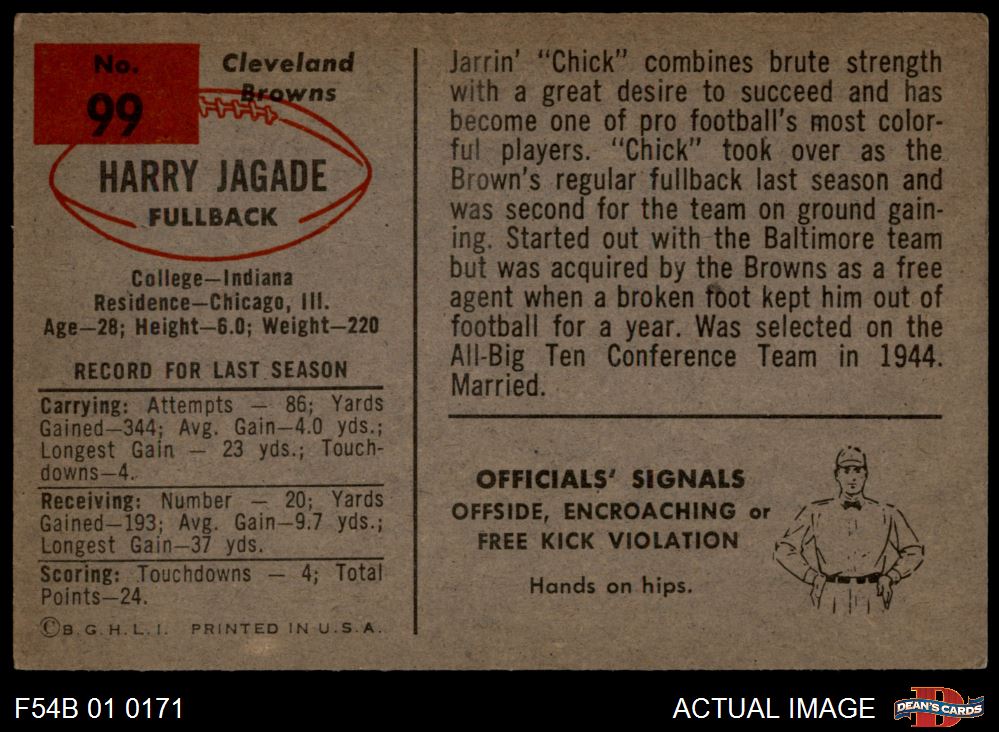 No.
99
Cleveland
Browns
HARRY JAGADE
FULLBACK
College—Indiana
Residence—Chicago, Ill.
Age—28; Height—6.0; Weight—220
RECORD FOR LAST SEASON
Carrying: Attempts — 86; Yards
Gained—344; Avg. Gain—4.0 yds.;
Longest Gain — 23 yds.; Touch-
downs—4.
Receiving: Number — 20; Yards
Gained—193; Avg. Gain—9.7 yds.;
Longest Gain—37 yds.
Scoring: Touchdowns — 4; Total
Points—24.
©B. G. H. L. I. PRINTED IN U.S.A.
Jarrin' "Chick" combines brute strength
with a great desire to succeed and has
become one of pro football's most color-
ful players. "Chick" took over as the
Brown's regular fullback last season and
was second for the team on ground gain-
ing. Started out with the Baltimore team
but was acquired by the Browns as a free
agent when a broken foot kept him out of
football for a year. Was selected on the
All-Big Ten Conference Team in 1944.
Married.
OFFICIALS' SIGNALS
OFFSIDE, ENCROACHING or
FREE KICK VIOLATION
Hands on hips.
F54B 01 0171
ACTUAL IMAGE
DEAN'S CARDS